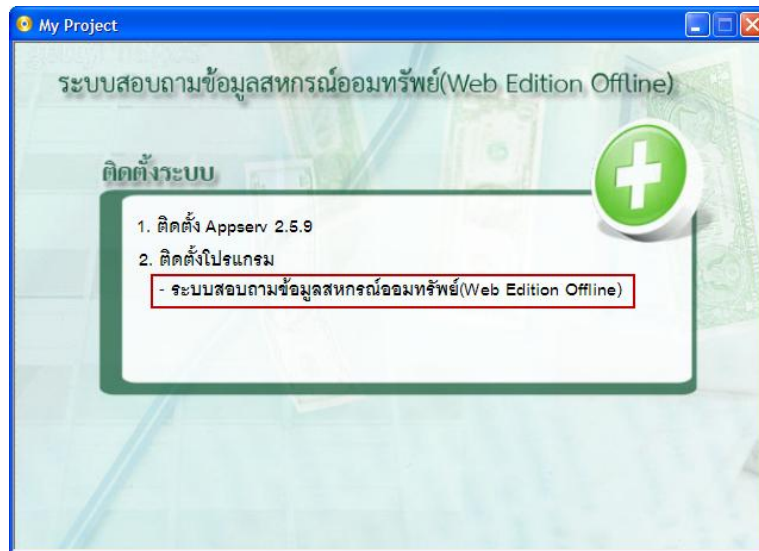 My Project
ระบบสอบถามข้อมูลสหกรณ์ออมทรัพย์(Web Edition Offline)
ติดตั้งระบบ
1. ติดตั้ง Appserv 2.5.9
2. ติดตั้งโปรแกรม
- ระบบสอบถามข้อมูลสหกรณ์ออมทรัพย์(Web Edition Offline)